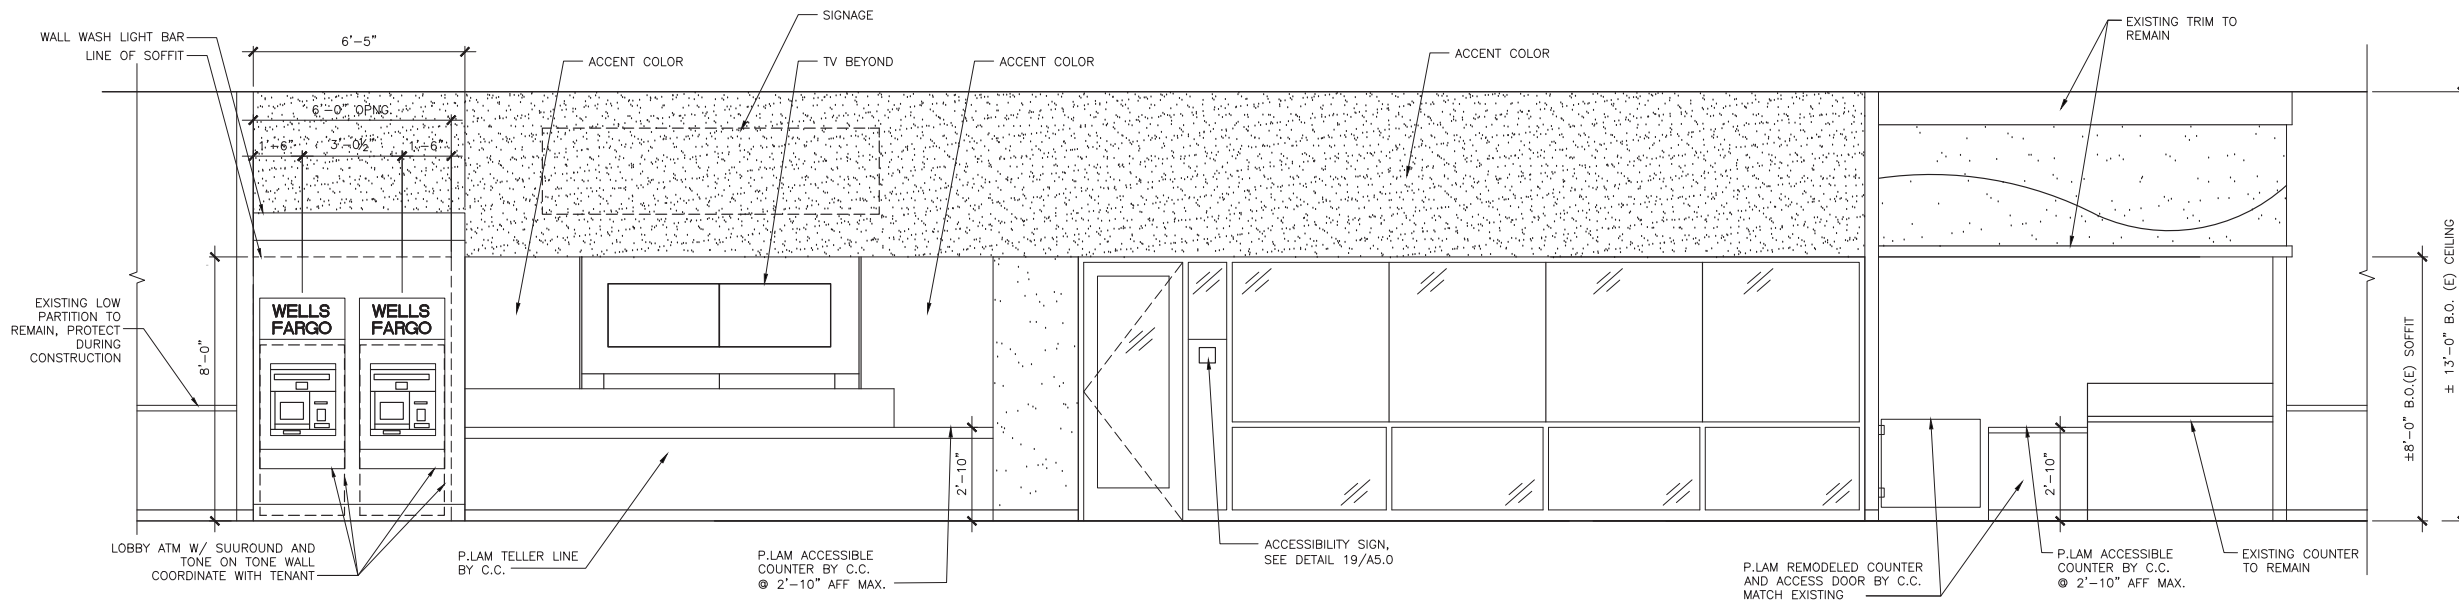 SIGNAGE
EXISTING TRIM TO
REMAIN
WALL WASH LIGHT BAR
6'-5"
LINE OF SOFFIT
ACCENT COLOR
TV BEYOND
ACCENT COLOR
ACCENT COLOR
6'-0" OPNG.
1'-6"
3'-0½"
1'-6"
EXISTING LOW
PARTITION TO
REMAIN, PROTECT
DURING
CONSTRUCTION
8'-0"
WELLS
FARGO
WELLS
FARGO
2'-10"
2'-10"
±8'-0" B.O.(E) SOFFIT
± 13'-0" B.O. (E) CEILING
LOBBY ATM W/ SUUROUND AND
TONE ON TONE WALL
COORDINATE WITH TENANT
P.LAM TELLER LINE
BY C.C.
P.LAM ACCESSIBLE
COUNTER BY C.C.
@ 2'-10" AFF MAX.
ACCESSIBILITY SIGN,
SEE DETAIL 19/A5.0
P.LAM REMODELED COUNTER
AND ACCESS DOOR BY C.C.
MATCH EXISTING
P.LAM ACCESSIBLE
COUNTER BY C.C.
@ 2'-10" AFF MAX.
EXISTING COUNTER
TO REMAIN